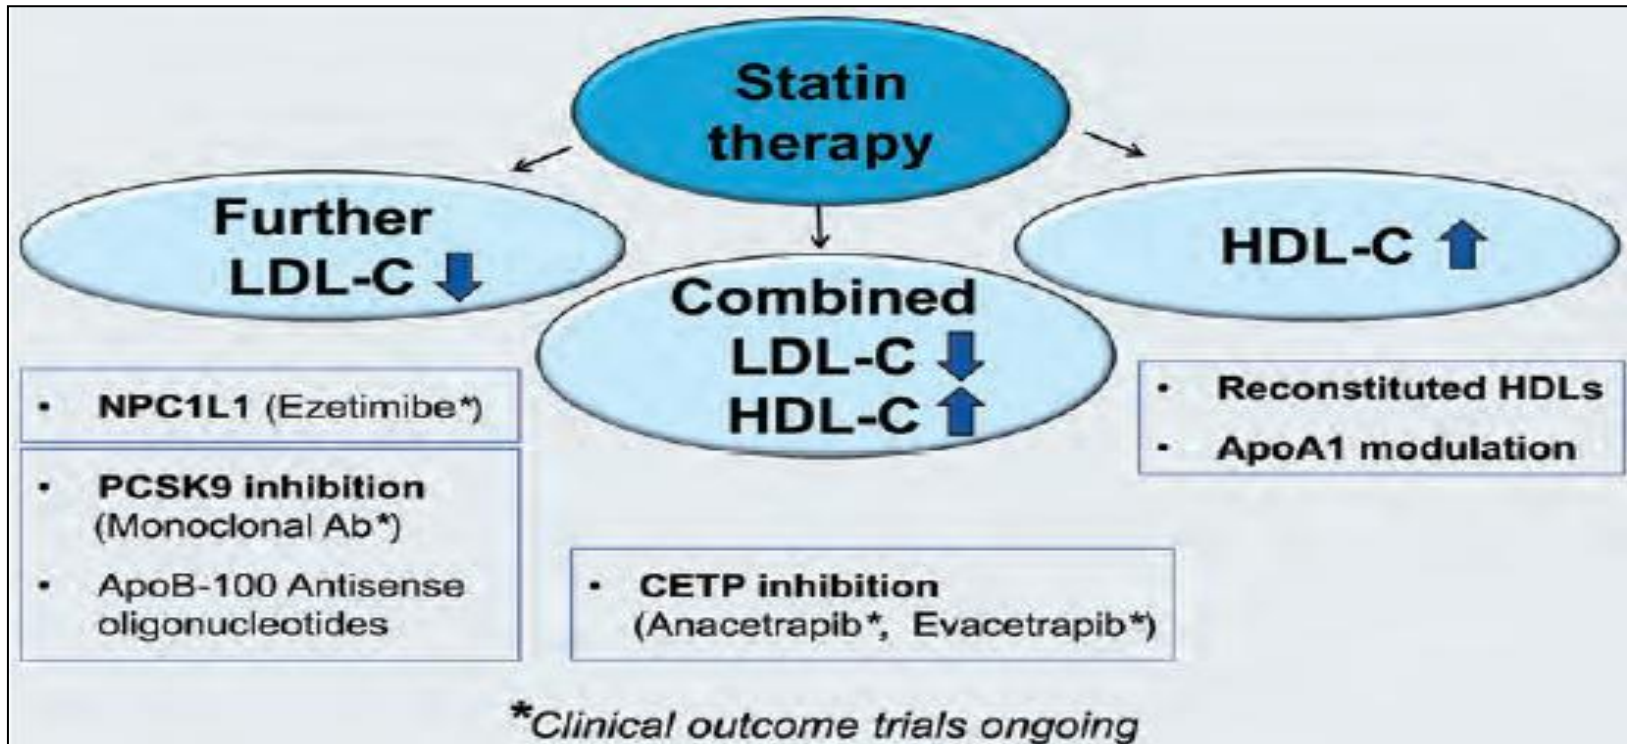 Statin
therapy
Further
LDL-C
Combined
LDL-C
HDL-C
HDL-C
• NPC1L1 (Ezetimibe*)
• PCSK9 inhibition
(Monoclonal Ab*)
• ApoB-100 Antisense
oligonucleotides
• CETP inhibition
(Anacetrapib*, Evacetrapib*)
• Reconstituted HDLs
• ApoA1 modulation
*Clinical outcome trials ongoing